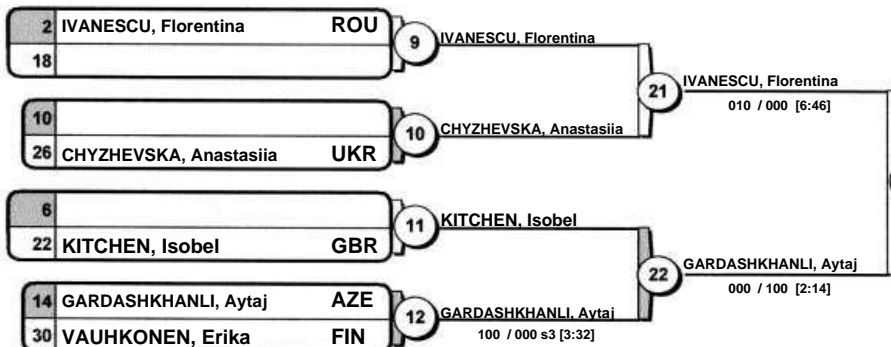 2 IVANESCU, Florentina ROU
18
9
IVANESCU, Florentina
10
26 CHYZHEVSKA, Anastasiia UKR
10
CHYZHEVSKA, Anastasiia
21
IVANESCU, Florentina
010 / 000 [6:46]
6
22 KITCHEN, Isobel GBR
11
KITCHEN, Isobel
14 GARDASHKHANLI, Aytaj AZE
30 VAUHKONEN, Erika FIN
12
GARDASHKHANLI, Aytaj
100 / 000 s3 [3:32]
22
GARDASHKHANLI, Aytaj
000 / 100 [2:14]